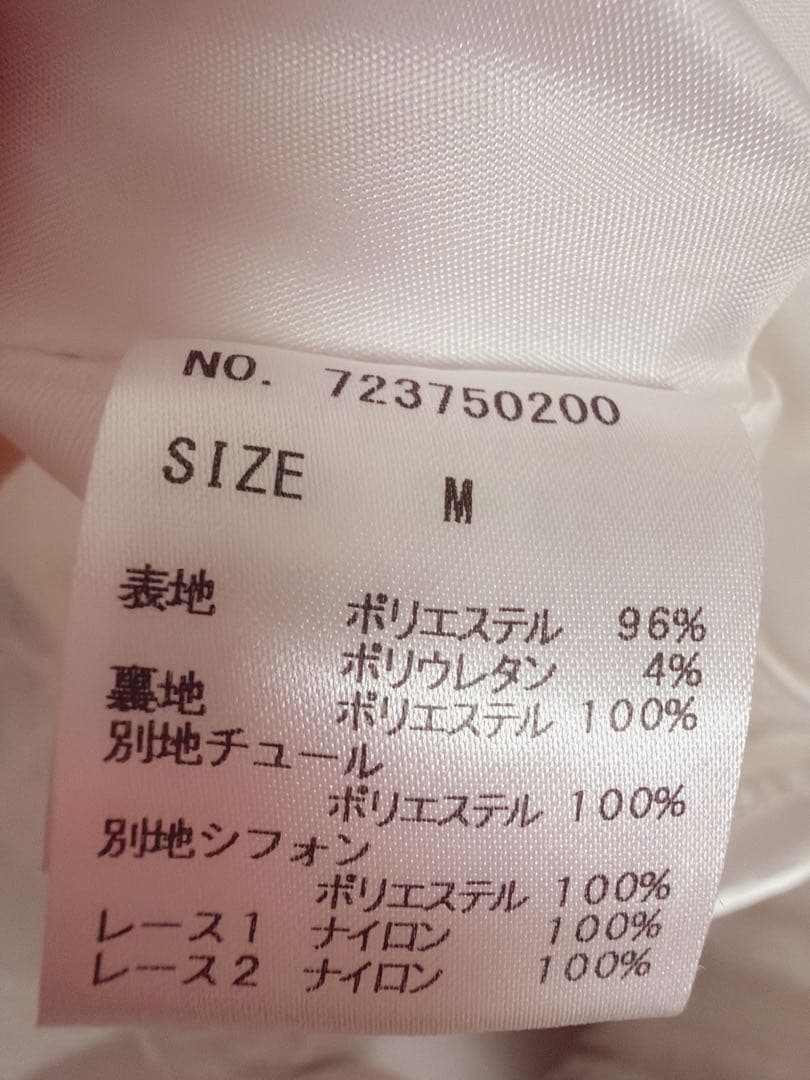 NO. 723750200
SIZE M
表地 ポリエステル 96%
ポリウレタン 4%
裏地 ポリエステル 100%
別地チュール
ポリエステル 100%
別地シフォン
ポリエステル 100%
レース1 ナイロン 100%
レース2 ナイロン 100%